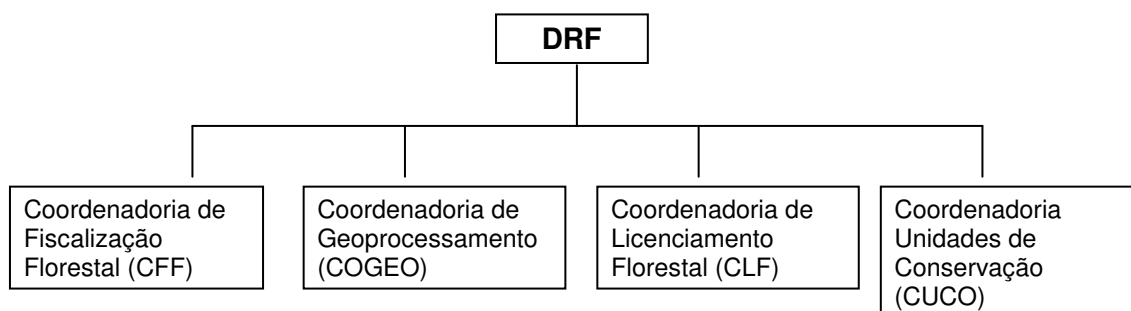 DRF
Coordenadoria de
Fiscalização
Florestal (CFF)
Coordenadoria de
Geoprocessamento
(COGEO)
Coordenadoria de
Licenciamento
Florestal (CLF)
Coordenadoria
Unidades de
Conservação
(CUCO)